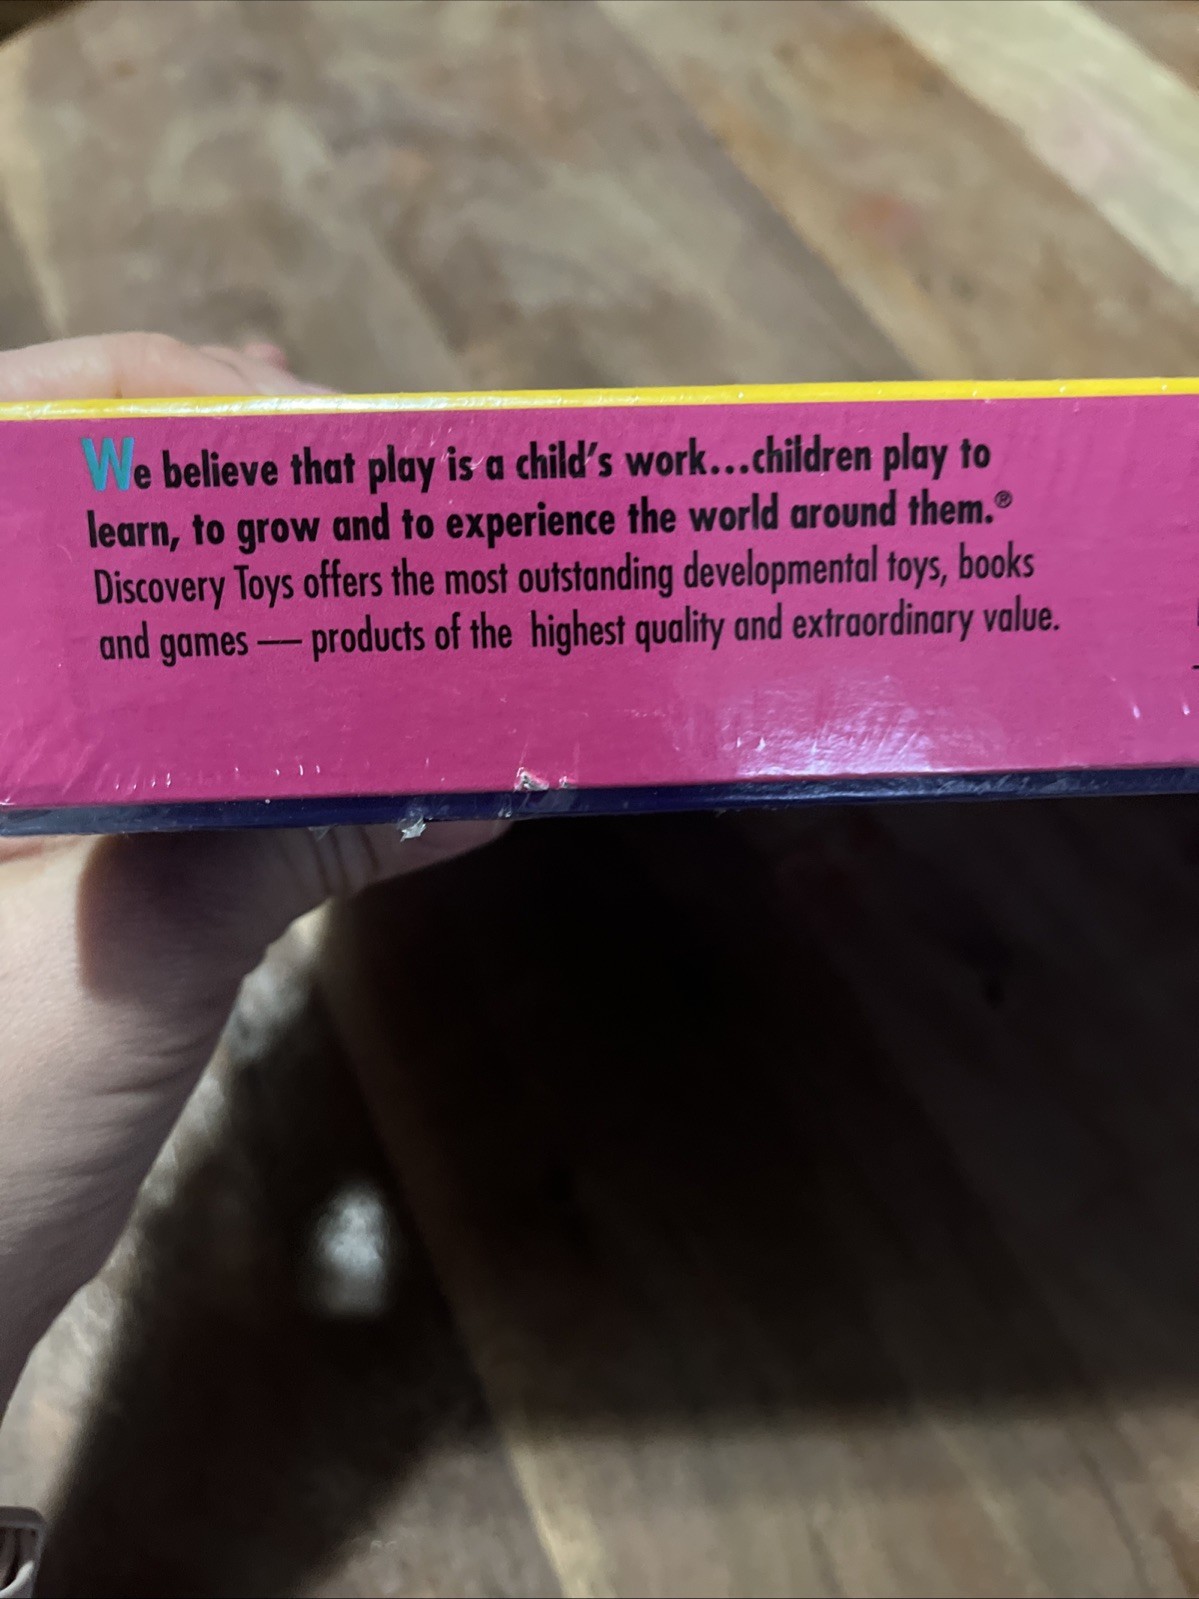 We believe that play is a child's work...children play to
learn, to grow and to experience the world around them.®
Discovery Toys offers the most outstanding developmental toys, books
and games — products of the highest quality and extraordinary value.